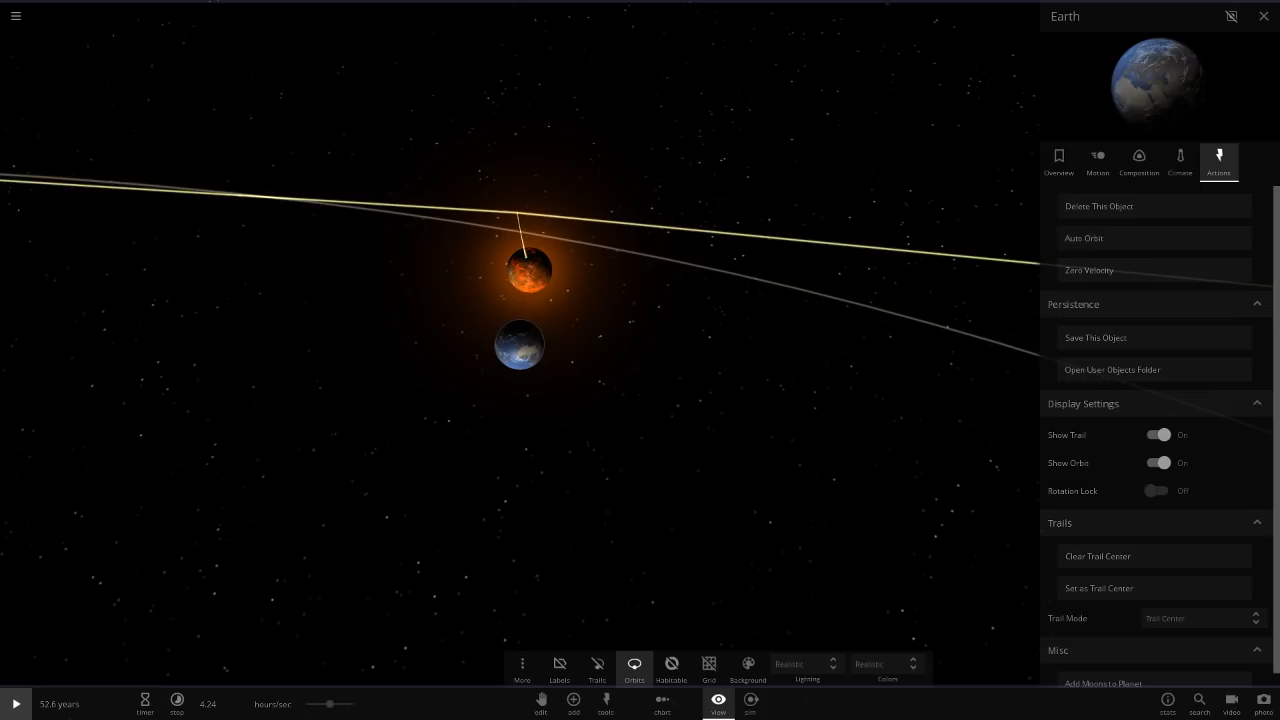 Earth
Overview Motion Composition Climate Actions
Delete This Object
Auto Orbit
Zero Velocity
Persistence
Save This Object
Open User Objects Folder
Display Settings
Show Trail On
Show Orbit On
Rotation Lock Off
Trails
Clear Trail Center
Set as Trail Center
Trail Mode Trail Center
Misc
Add Moons to Planet
Realistic Realistic
More Labels Trails Orbits Habitable Grid Background Lighting Colors
52.6 years 4.24 hours/sec
timer step edit add tools chart view sim stats search video photo